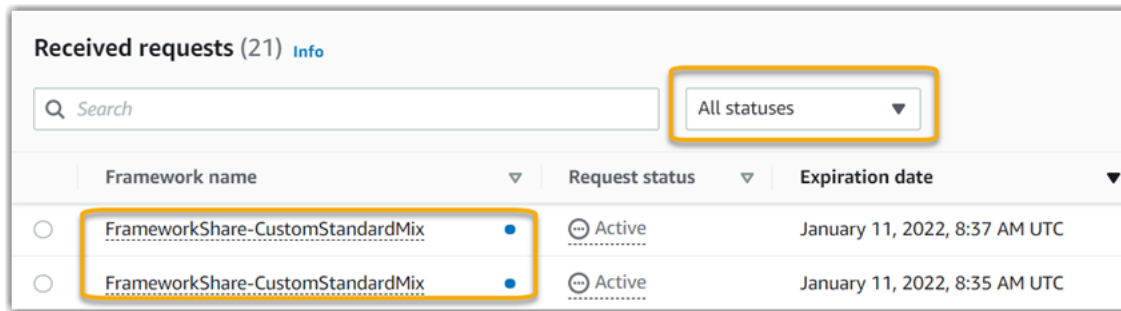 Received requests (21) Info
Search
All statuses
Framework name Request status Expiration date
FrameworkShare-CustomStandardMix Active January 11, 2022, 8:37 AM UTC
FrameworkShare-CustomStandardMix Active January 11, 2022, 8:35 AM UTC